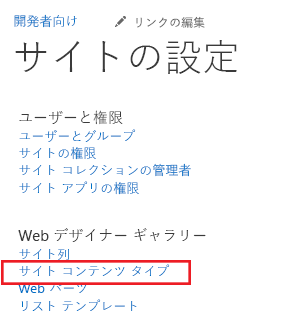 開発者向け リンクの編集
サイトの設定
ユーザーと権限
ユーザーとグループ
サイトの権限
サイト コレクションの管理者
サイト アプリの権限
Web デザイナー ギャラリー
サイト列
サイト コンテンツ タイプ
Web パーツ
リスト テンプレート